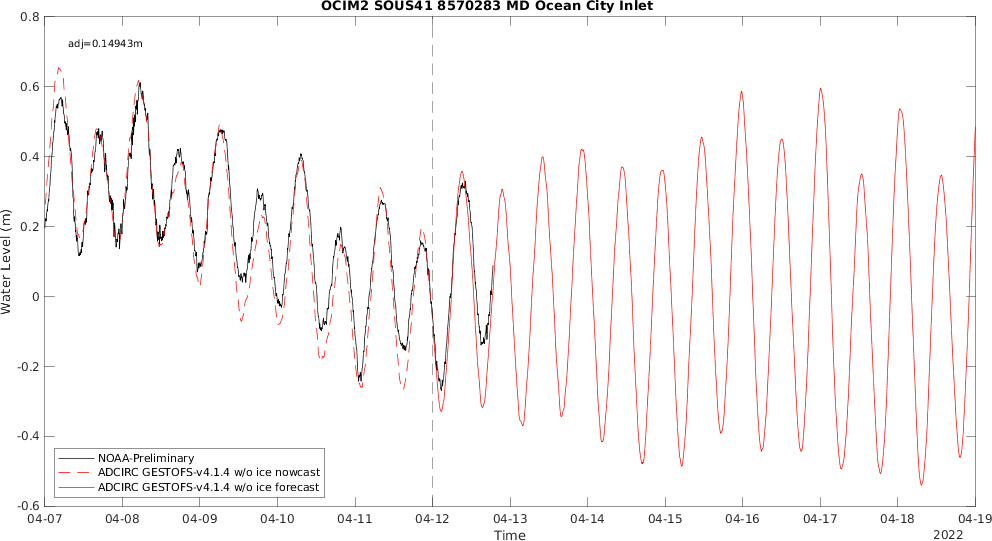 OCIM2 SOUS41 8570283 MD Ocean City Inlet
adj=0.14943m
0.8
0.6
0.4
0.2
0
-0.2
-0.4
-0.6
Water Level (m)
NOAA-Preliminary
ADCIRC GESTOFS-v4.1.4 w/o ice nowcast
ADCIRC GESTOFS-v4.1.4 w/o ice forecast
04-07 04-08 04-09 04-10 04-11 04-12 04-13 04-14 04-15 04-16 04-17 04-18 04-19
Time
2022